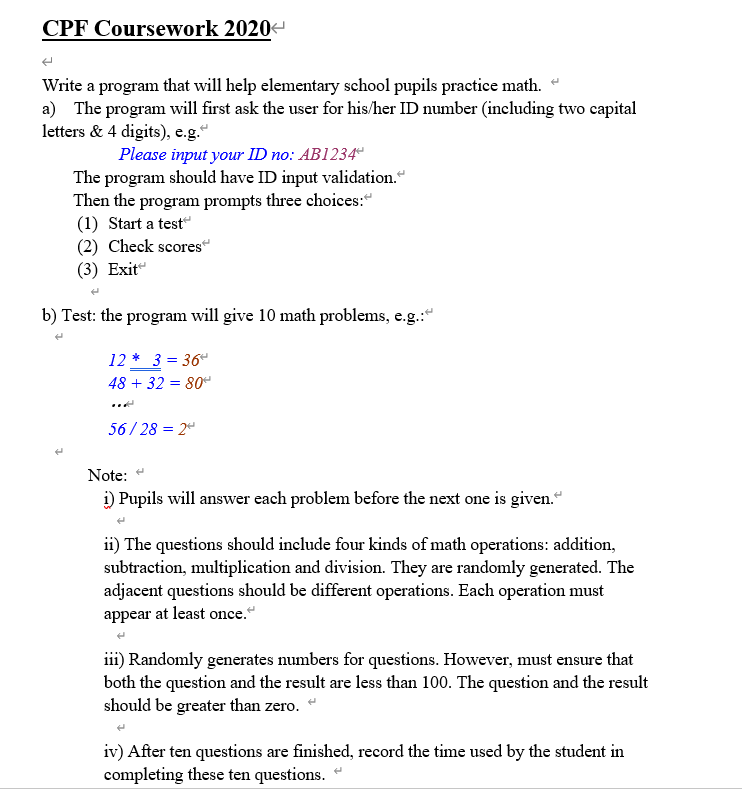 CPF Coursework 2020
Write a program that will help elementary school pupils practice math.
a) The program will first ask the user for his/her ID number (including two capital
letters & 4 digits), e.g.
Please input your ID no: AB1234
The program should have ID input validation.
Then the program prompts three choices:
(1) Start a test
(2) Check scores
(3) Exit
b) Test: the program will give 10 math problems, e.g.:
12 * 3 = 36
48 + 32 = 80
...
56 / 28 = 2
Note:
i) Pupils will answer each problem before the next one is given.
ii) The questions should include four kinds of math operations: addition,
subtraction, multiplication and division. They are randomly generated. The
adjacent questions should be different operations. Each operation must
appear at least once.
iii) Randomly generates numbers for questions. However, must ensure that
both the question and the result are less than 100. The question and the result
should be greater than zero.
iv) After ten questions are finished, record the time used by the student in
completing these ten questions.